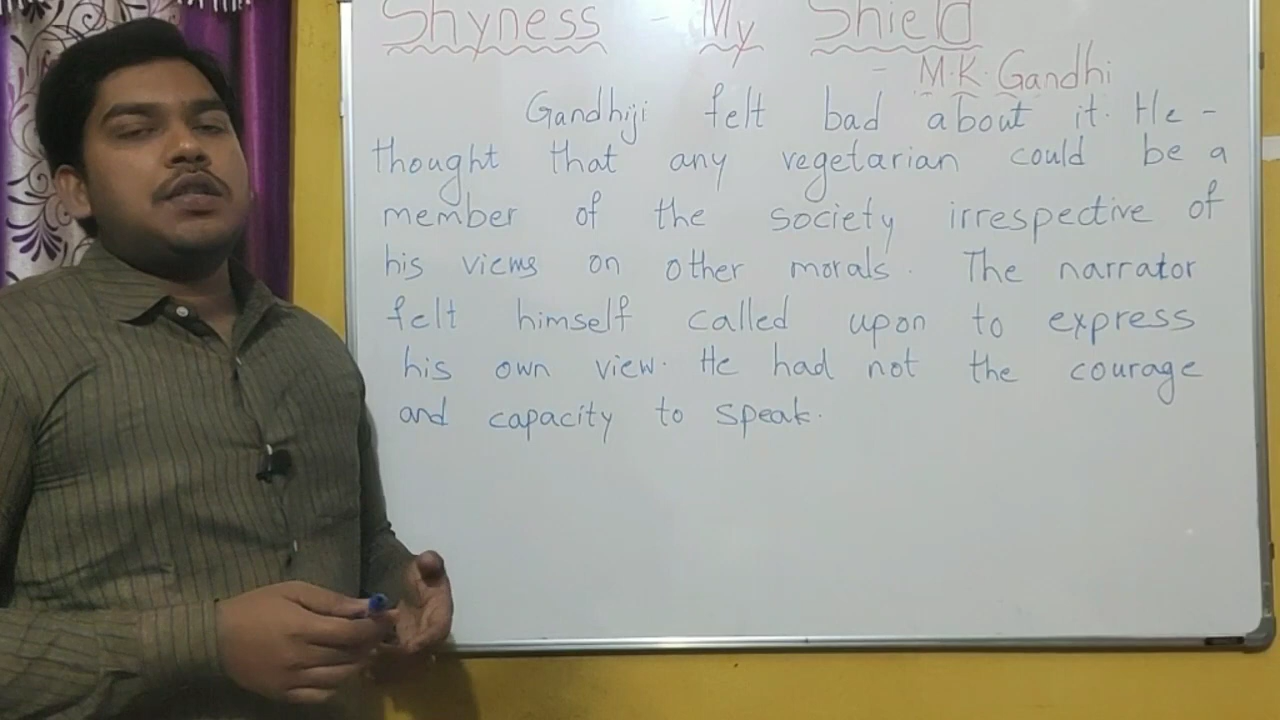 Shyness - My Shield
- M.K. Gandhi
Gandhiji felt bad about it. He -
thought that any vegetarian could be a
member of the society irrespective of
his views on other morals. The narrator
felt himself called upon to express
his own view. He had not the courage
and capacity to speak.